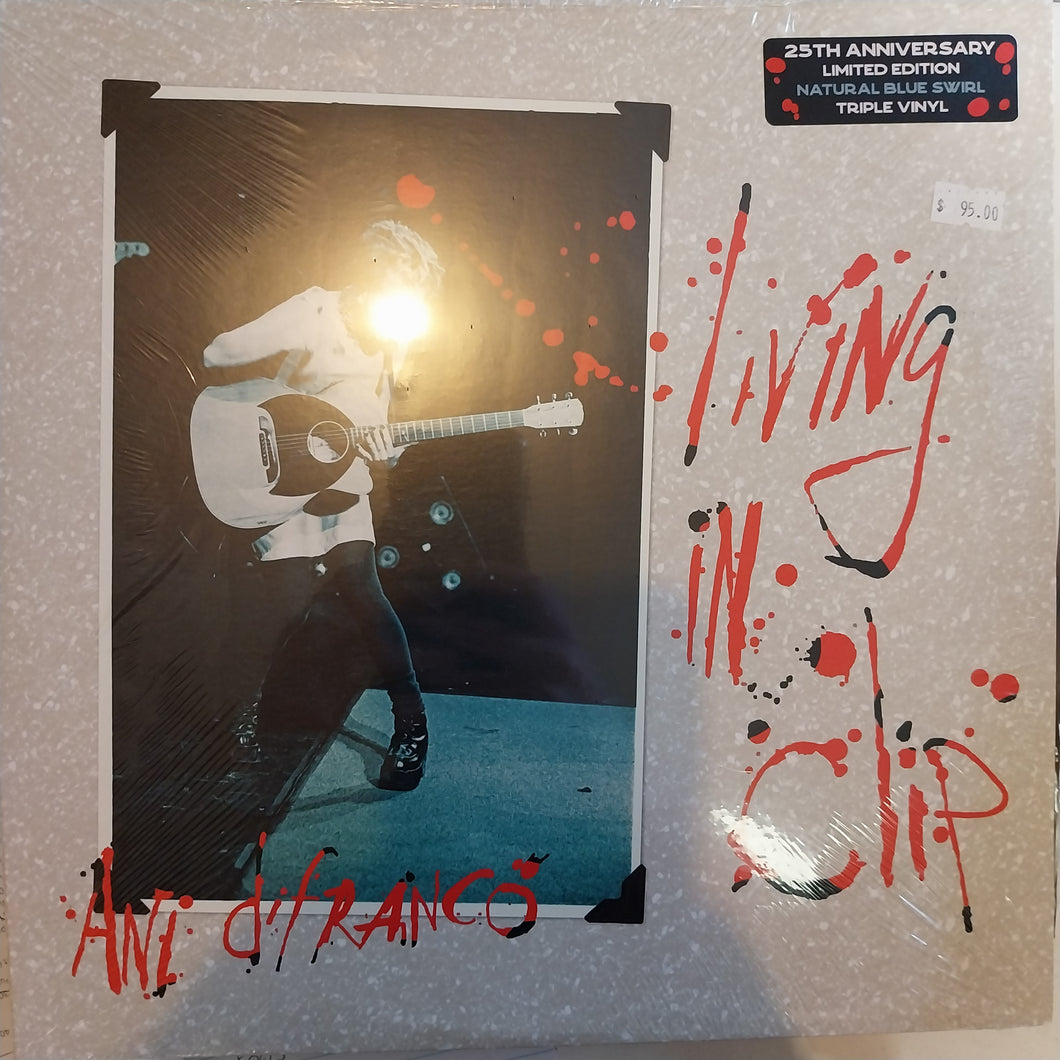 25TH ANNIVERSARY
LIMITED EDITION
NATURAL BLUE SWIRL
TRIPLE VINYL
$ 95.00
living
in
clip
Ani difranco